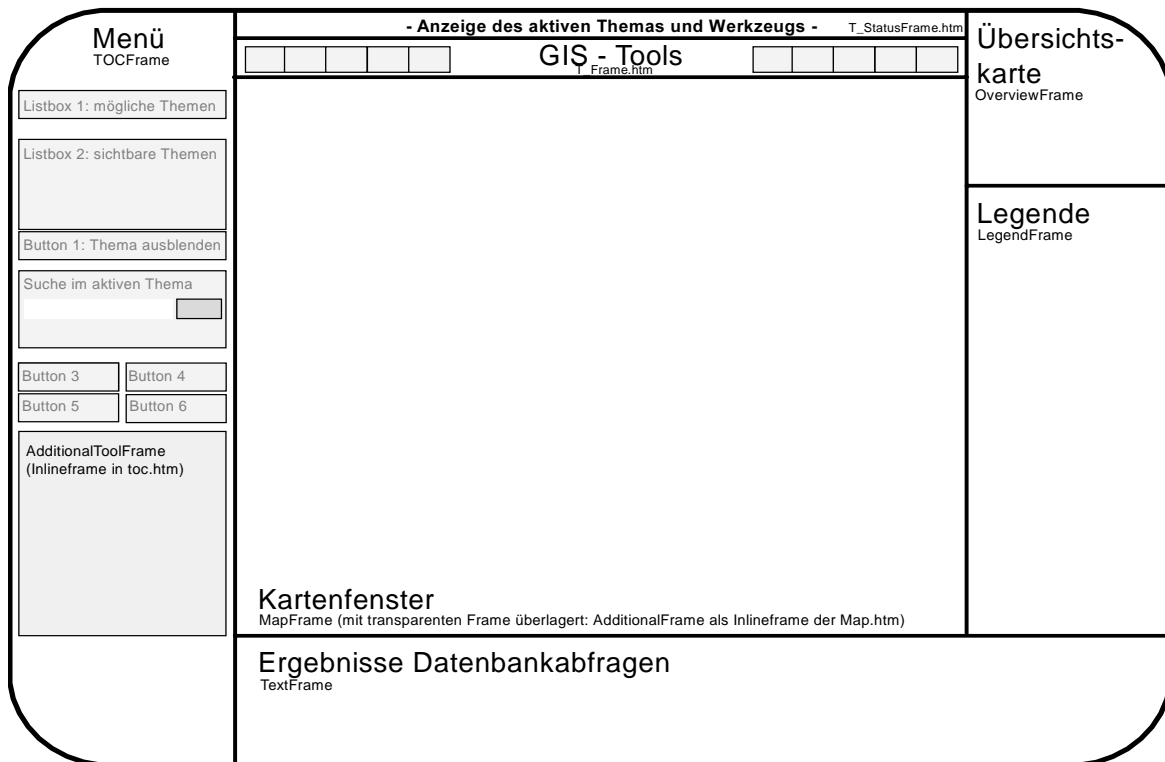 Menü
TOCFrame
Listbox 1: mögliche Themen
Listbox 2: sichtbare Themen
Button 1: Thema ausblenden
Suche im aktiven Thema
Button 3
Button 4
Button 5
Button 6
AdditionalToolFrame
(Inlineframe in toc.htm)
- Anzeige des aktiven Themas und Werkzeugs -
T_StatusFrame.htm
GIS - Tools
T_Frame.htm
Kartenfenster
MapFrame (mit transparenten Frame überlagert: AdditionalFrame als Inlineframe der Map.htm)
Ergebnisse Datenbankabfragen
TextFrame
Übersichts-
karte
OverviewFrame
Legende
LegendFrame